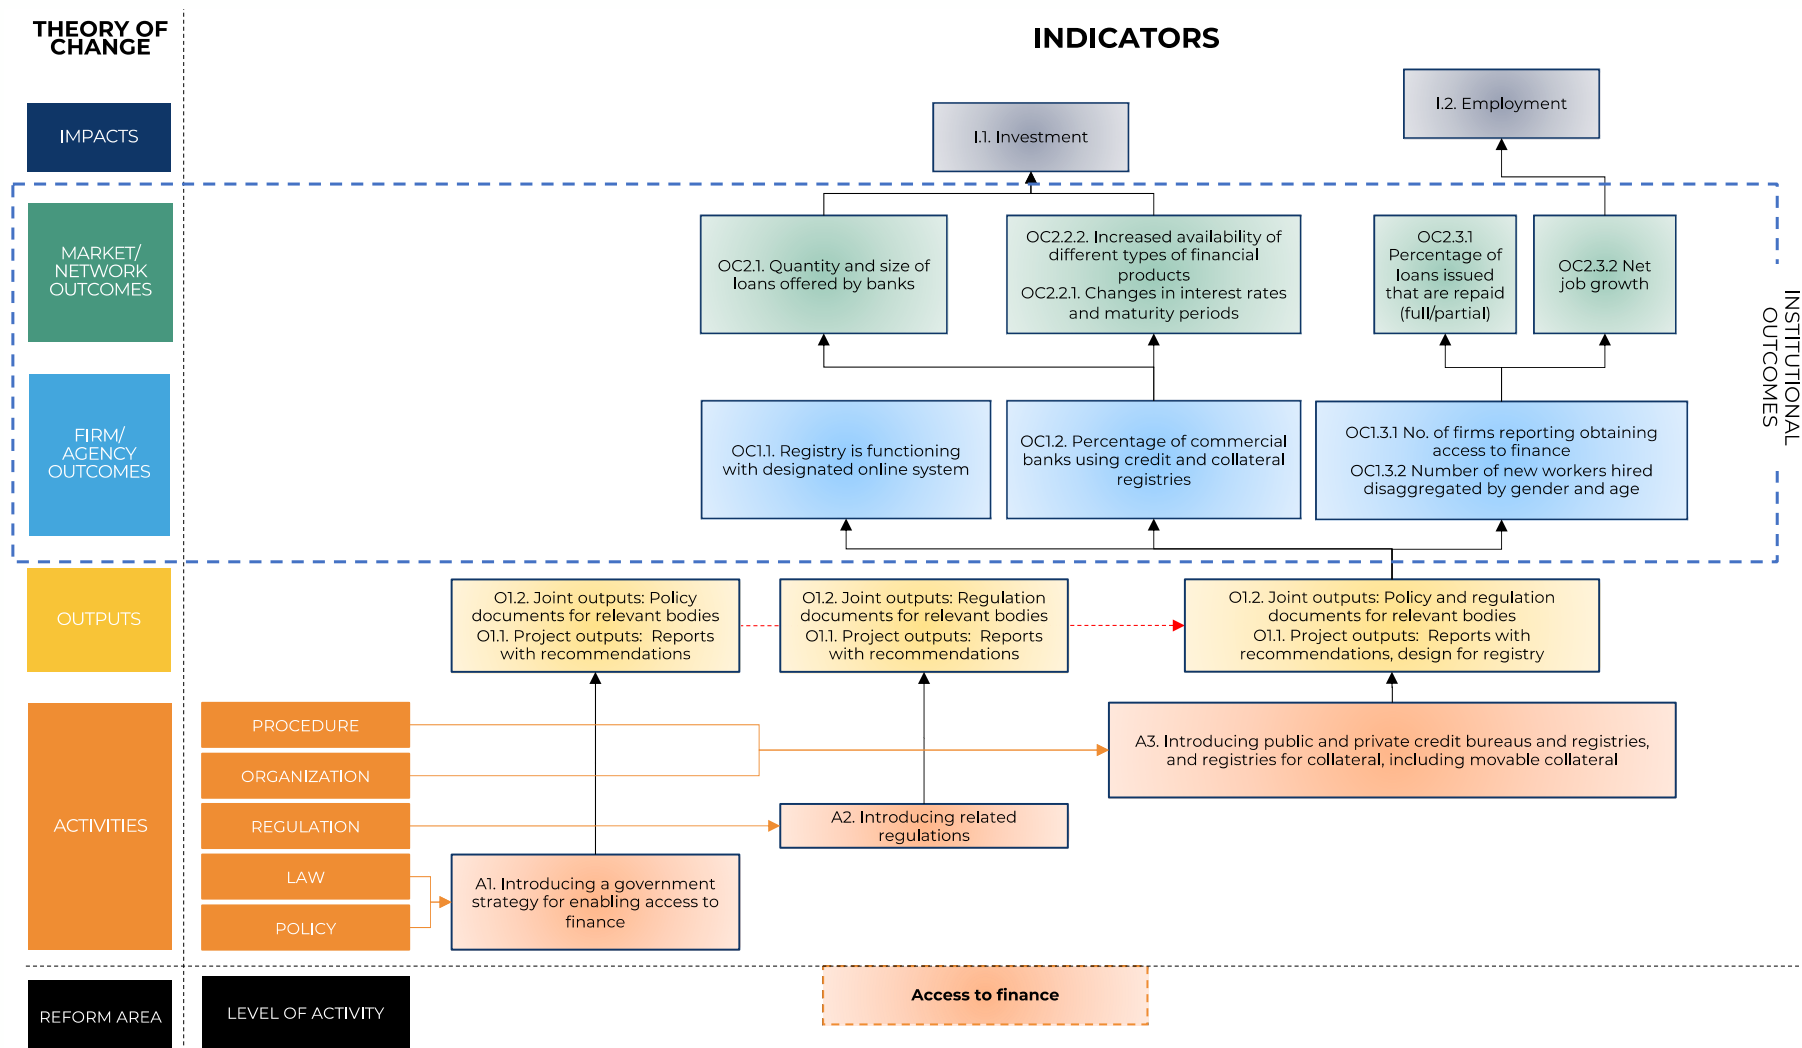 THEORY OF
CHANGE
INDICATORS
IMPACTS
I.1. Investment
I.2. Employment
MARKET/
NETWORK
OUTCOMES
OC2.1. Quantity and size of
loans offered by banks
OC2.2.2. Increased availability of
different types of financial
products
OC2.2.1. Changes in interest rates
and maturity periods
OC2.3.1
Percentage of
loans issued
that are repaid
(full/partial)
OC2.3.2 Net
job growth
INSTITUTIONAL
OUTCOMES
FIRM/
AGENCY
OUTCOMES
OC1.1. Registry is functioning
with designated online system
OC1.2. Percentage of commercial
banks using credit and collateral
registries
OC1.3.1 No. of firms reporting obtaining
access to finance
OC1.3.2 Number of new workers hired
disaggregated by gender and age
OUTPUTS
O1.2. Joint outputs: Policy
documents for relevant bodies
O1.1. Project outputs: Reports
with recommendations
O1.2. Joint outputs: Regulation
documents for relevant bodies
O1.1. Project outputs: Reports
with recommendations
O1.2. Joint outputs: Policy and regulation
documents for relevant bodies
O1.1. Project outputs: Reports with
recommendations, design for registry
ACTIVITIES
PROCEDURE
ORGANIZATION
REGULATION
LAW
POLICY
A3. Introducing public and private credit bureaus and registries,
and registries for collateral, including movable collateral
A2. Introducing related
regulations
A1. Introducing a government
strategy for enabling access to
finance
REFORM AREA
LEVEL OF ACTIVITY
Access to finance